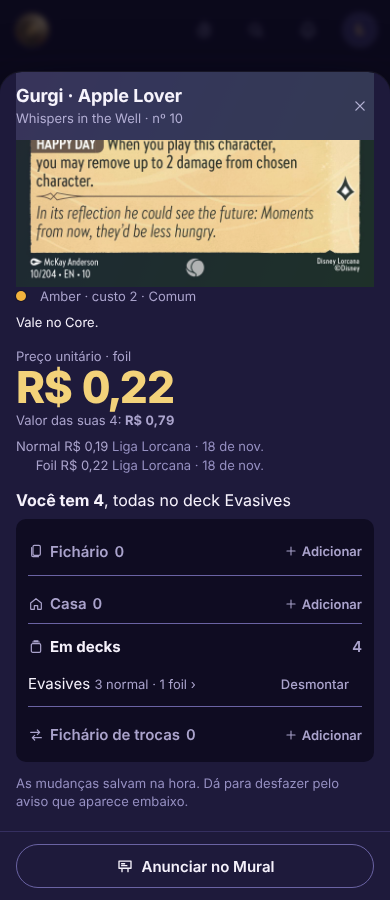 Gurgi · Apple Lover
Whispers in the Well · nº 10
HAPPY DAY When you play this character,
you may remove up to 2 damage from chosen
character.
In its reflection he could see the future: Moments
from now, they'd be less hungry.
McKay Anderson
10/204 • EN • 10
Disney Lorcana
©Disney
Amber · custo 2 · Comum
Vale no Core.
Preço unitário · foil
R$ 0,22
Valor das suas 4: R$ 0,79
Normal R$ 0,19 Liga Lorcana · 18 de nov.
Foil R$ 0,22 Liga Lorcana · 18 de nov.
Você tem 4, todas no deck Evasives
Fichário 0 + Adicionar
Casa 0 + Adicionar
Em decks 4
Evasives 3 normal · 1 foil › Desmontar
Fichário de trocas 0 + Adicionar
As mudanças salvam na hora. Dá para desfazer pelo
aviso que aparece embaixo.
Anunciar no Mural